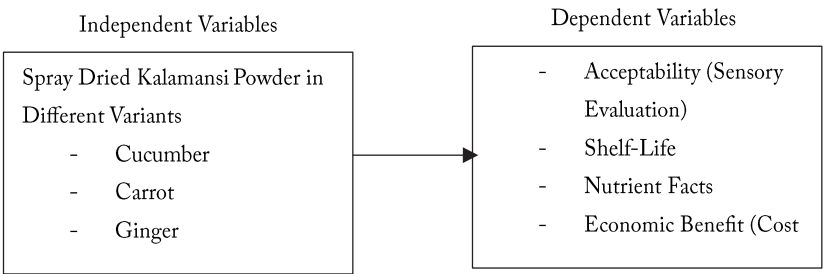 Independent Variables
Spray Dried Kalamansi Powder in
Different Variants
- Cucumber
- Carrot
- Ginger
Dependent Variables
- Acceptability (Sensory
Evaluation)
- Shelf-Life
- Nutrient Facts
- Economic Benefit (Cost